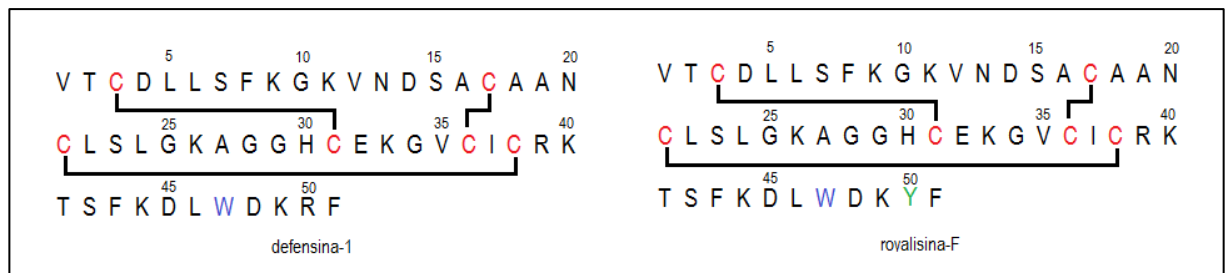 5 10 15 20
V T C D L L S F K G K V N D S A C A A N
25 30 35 40
C L S L G K A G G H C E K G V C I C R K
45 50
T S F K D L W D K R F
defensina-1
5 10 15 20
V T C D L L S F K G K V N D S A C A A N
25 30 35 40
C L S L G K A G G H C E K G V C I C R K
45 50
T S F K D L W D K Y F
royalisina-F